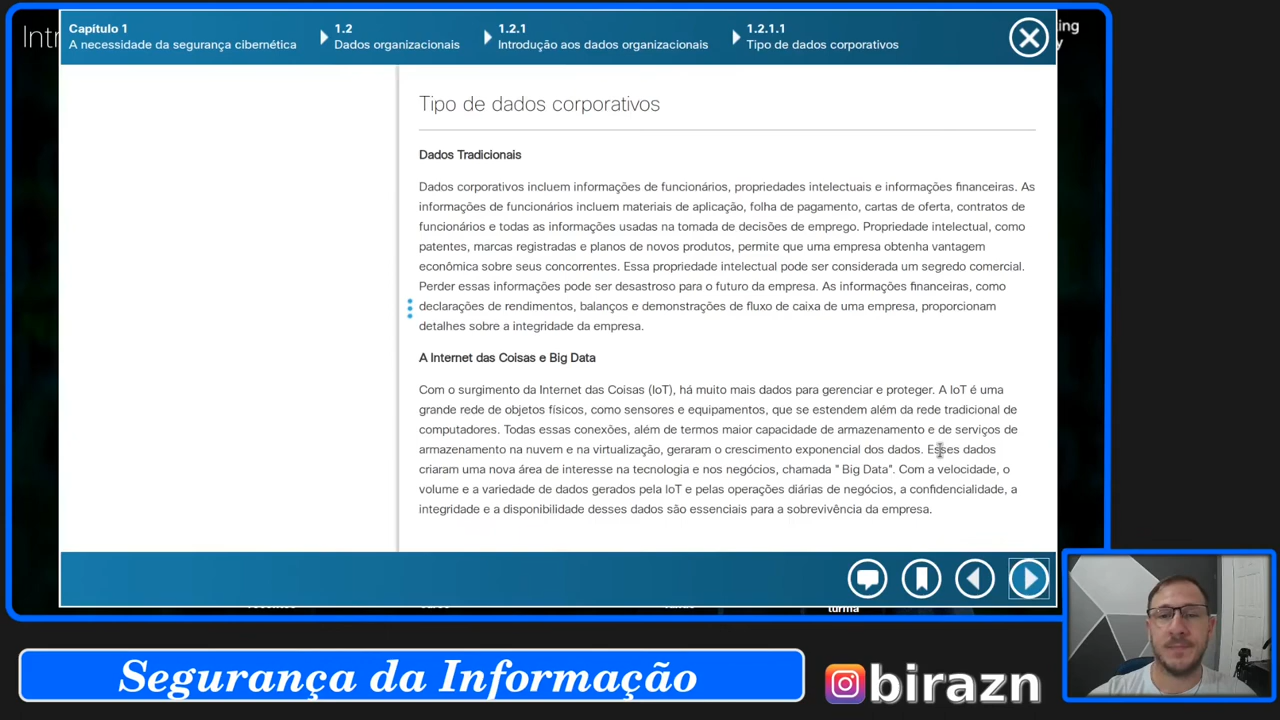 Intr
king
y
Capítulo 1
A necessidade da segurança cibernética
1.2
Dados organizacionais
1.2.1
Introdução aos dados organizacionais
1.2.1.1
Tipo de dados corporativos
Tipo de dados corporativos
Dados Tradicionais
Dados corporativos incluem informações de funcionários, propriedades intelectuais e informações financeiras. As
informações de funcionários incluem materiais de aplicação, folha de pagamento, cartas de oferta, contratos de
funcionários e todas as informações usadas na tomada de decisões de emprego. Propriedade intelectual, como
patentes, marcas registradas e planos de novos produtos, permite que uma empresa obtenha vantagem
econômica sobre seus concorrentes. Essa propriedade intelectual pode ser considerada um segredo comercial.
Perder essas informações pode ser desastroso para o futuro da empresa. As informações financeiras, como
declarações de rendimentos, balanços e demonstrações de fluxo de caixa de uma empresa, proporcionam
detalhes sobre a integridade da empresa.
A Internet das Coisas e Big Data
Com o surgimento da Internet das Coisas (IoT), há muito mais dados para gerenciar e proteger. A IoT é uma
grande rede de objetos físicos, como sensores e equipamentos, que se estendem além da rede tradicional de
computadores. Todas essas conexões, além de termos maior capacidade de armazenamento e de serviços de
armazenamento na nuvem e na virtualização, geraram o crescimento exponencial dos dados. Esses dados
criaram uma nova área de interesse na tecnologia e nos negócios, chamada " Big Data". Com a velocidade, o
volume e a variedade de dados gerados pela IoT e pelas operações diárias de negócios, a confidencialidade, a
integridade e a disponibilidade desses dados são essenciais para a sobrevivência da empresa.
turma
Segurança da Informação
birazn